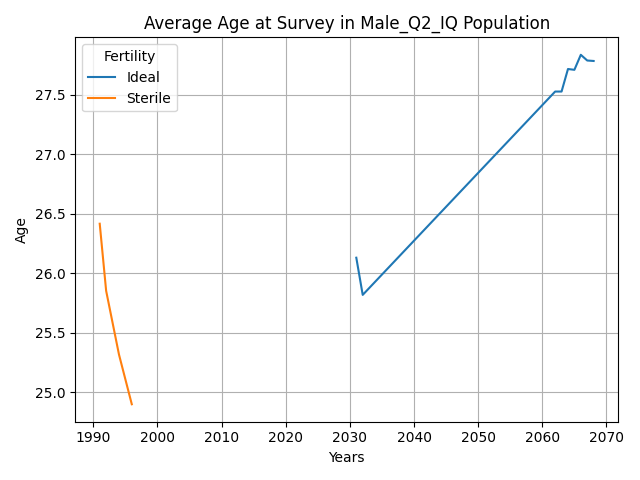 Average Age at Survey in Male_Q2_IQ Population
Fertility
Ideal
Sterile
Age
27.5
27.0
26.5
26.0
25.5
25.0
1990 2000 2010 2020 2030 2040 2050 2060 2070
Years